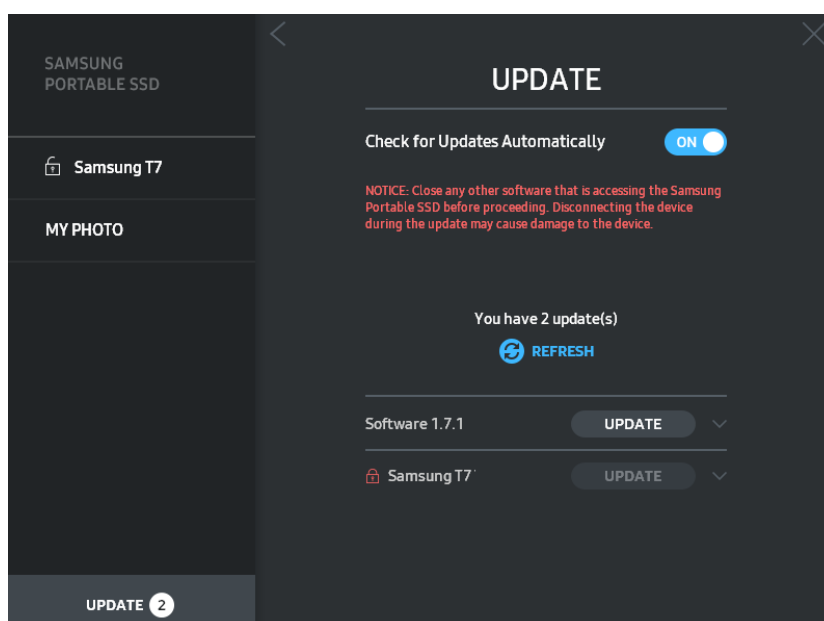 SAMSUNG
PORTABLE SSD
Samsung T7
MY PHOTO
UPDATE 2
UPDATE
Check for Updates Automatically
ON
NOTICE: Close any other software that is accessing the Samsung
Portable SSD before proceeding. Disconnecting the device
during the update may cause damage to the device.
You have 2 update(s)
REFRESH
Software 1.7.1 UPDATE
Samsung T7 UPDATE